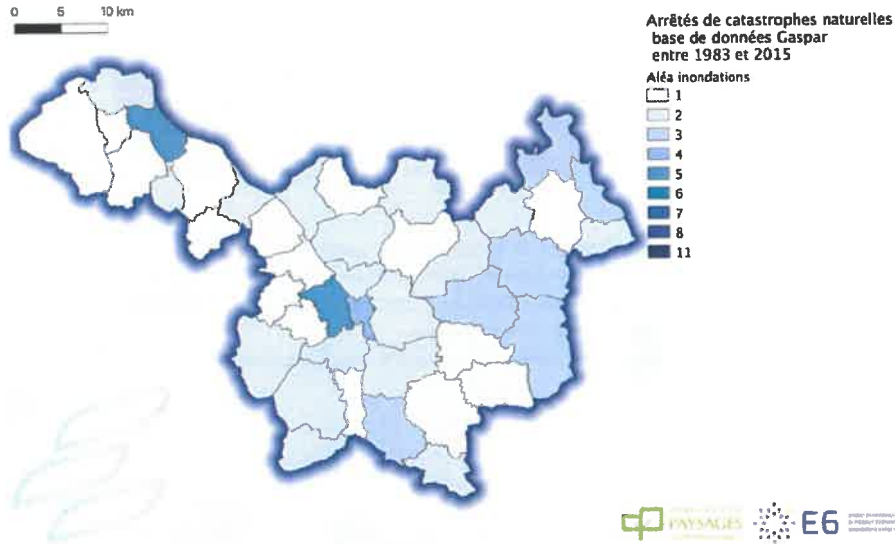 0 5 10 km
Arrêtés de catastrophes naturelles
base de données Gaspar
entre 1983 et 2015
Aléa inondations
1
2
3
4
5
6
7
8
11
PAYSAGES
E6